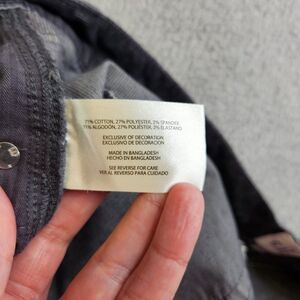 71% COTTON, 27% POLYESTER, 2% SPANDEX
71% ALGODÓN, 27% POLIÉSTER, 2% ELASTANO
EXCLUSIVE OF DECORATION
EXCLUSIVO DE DECORACIÓN
MADE IN BANGLADESH
HECHO EN BANGLADESH
SEE REVERSE FOR CARE
VER AL REVERSO PARA CUIDADO